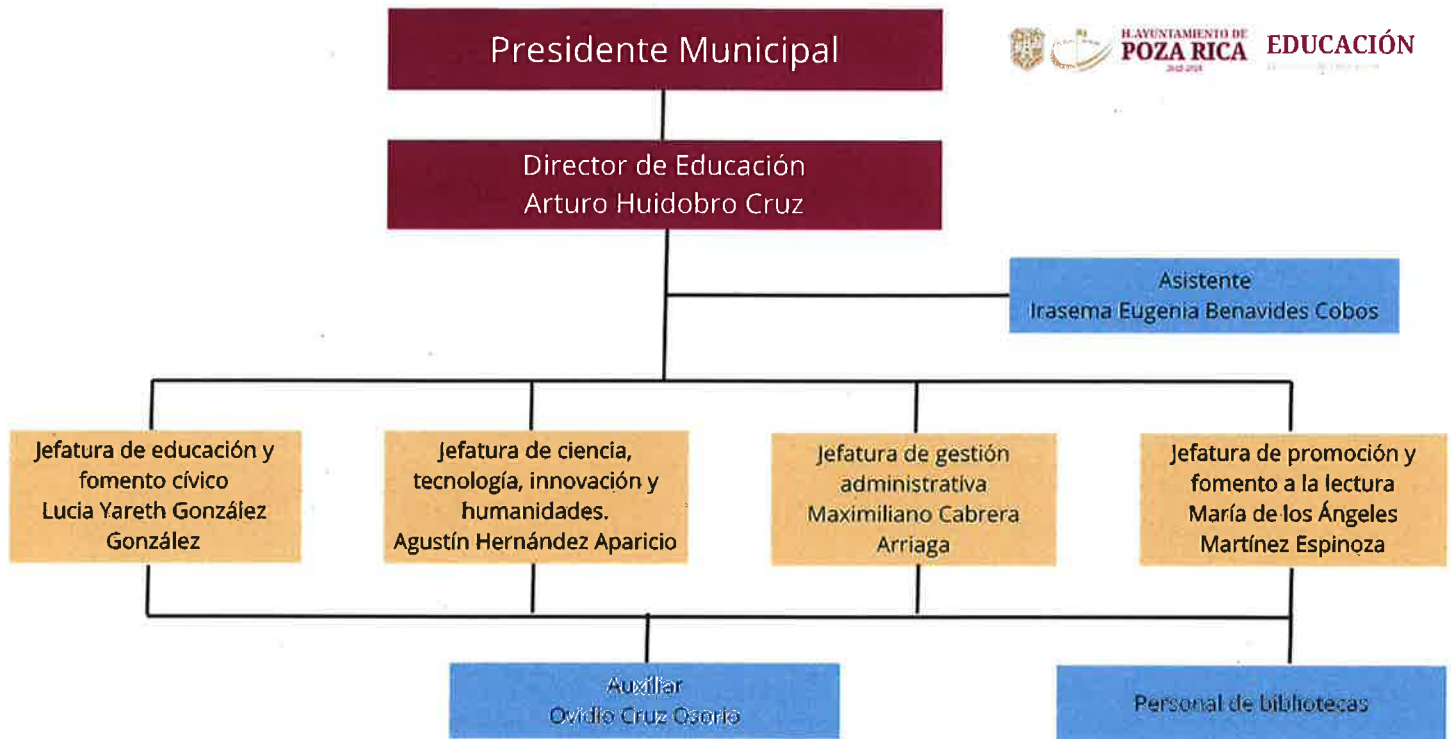 Presidente Municipal
H. AYUNTAMIENTO DE
POZA RICA
EDUCACIÓN
Director de Educación
Arturo Huidobro Cruz
Asistente
Irasema Eugenia Benavides Cobos
Jefatura de educación y
fomento cívico
Lucia Yareth González
González
Jefatura de ciencia,
tecnología, innovación y
humanidades.
Agustín Hernández Aparicio
Jefatura de gestión
administrativa
Maximiliano Cabrera
Arriaga
Jefatura de promoción y
fomento a la lectura
María de los Ángeles
Martínez Espinoza
Auxiliar
Ovidio Cruz Osorio
Personal de bibliotecas